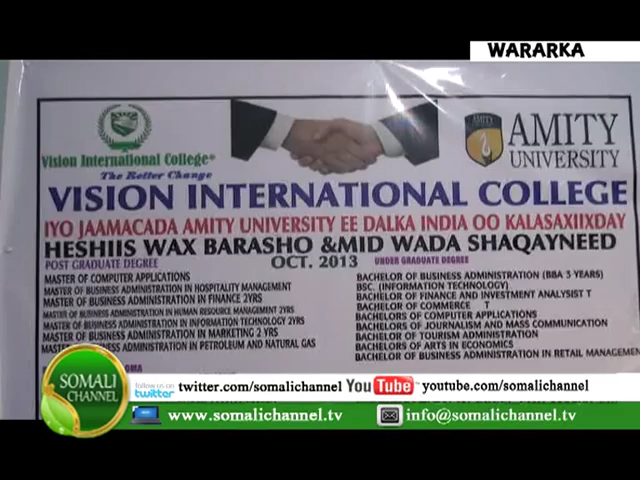 WARARKA
Vision International College®
The Better Change
AMITY
UNIVERSITY
VISION INTERNATIONAL COLLEGE
IYO JAAMACADA AMITY UNIVERSITY EE DALKA INDIA OO KALASAXIIXDAY
HESHIIS WAX BARASHO &MID WADA SHAQAYNEED
OCT. 2013
POST GRADUATE DEGREE
MASTER OF COMPUTER APPLICATIONS
MASTER OF BUSINESS ADMINISTRATION IN HOSPITALITY MANAGEMENT
MASTER OF BUSINESS ADMINISTRATION IN FINANCE 2YRS
MASTER OF BUSINESS ADMINISTRATION IN HUMAN RESOURCE MANAGEMENT 2YRS
MASTER OF BUSINESS ADMINISTRATION IN INFORMATION TECHNOLOGY 2YRS
MASTER OF BUSINESS ADMINISTRATION IN MARKETING 2 YRS
MASTER OF BUSINESS ADMINISTRATION IN PETROLEUM AND NATURAL GAS
UNDER GRADUATE DEGREE
BACHELOR OF BUSINESS ADMINISTRATION (BBA 3 YEARS)
BSC. (INFORMATION TECHNOLOGY)
BACHELOR OF FINANCE AND INVESTMENT ANALYSIST T
BACHELOR OF COMMERCE T
BACHELORS OF COMPUTER APPLICATIONS
BACHELORS OF JOURNALISM AND MASS COMMUNICATION
BACHELOR OF TOURISM ADMINISTRATION
BACHELORS OF ARTS IN ECONOMICS
BACHELOR OF BUSINESS ADMINISTRATION IN RETAIL MANAGEMEN
SOMALI
CHANNEL
follow us on
twitter
twitter.com/somalichannel
You Tube
youtube.com/somalichannel
www.somalichannel.tv
info@somalichannel.tv